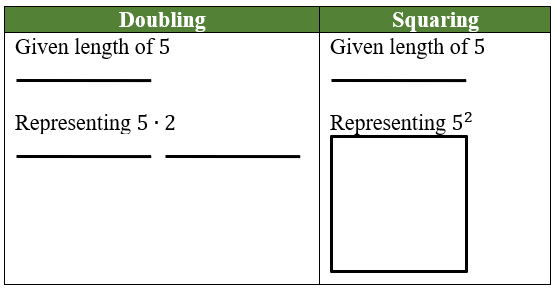 Doubling
Given length of 5
Representing 5 · 2
Squaring
Given length of 5
Representing 5²